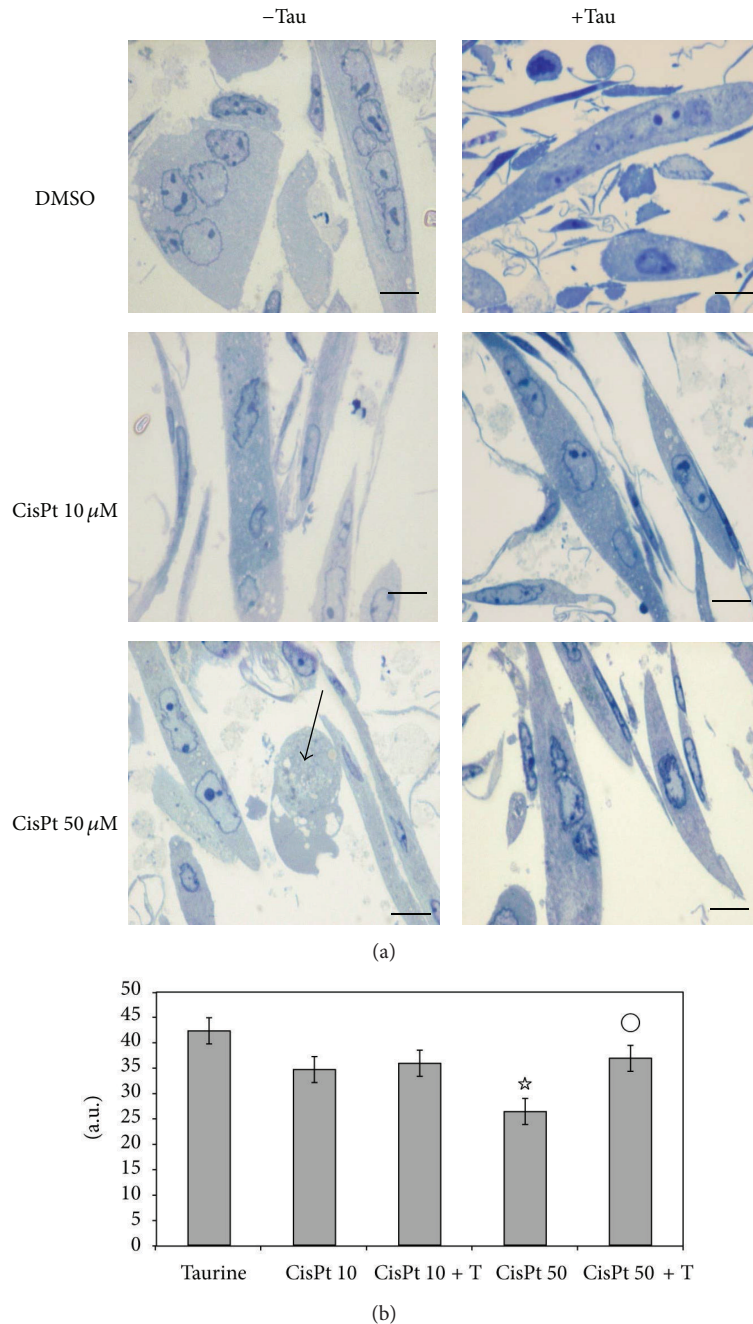 −Tau +Tau
DMSO
CisPt 10 μM
CisPt 50 μM
(a)
50
45
40
35
30
25
20
15
10
5
0
(a.u.)
Taurine CisPt 10 CisPt 10 + T CisPt 50 CisPt 50 + T
(b)